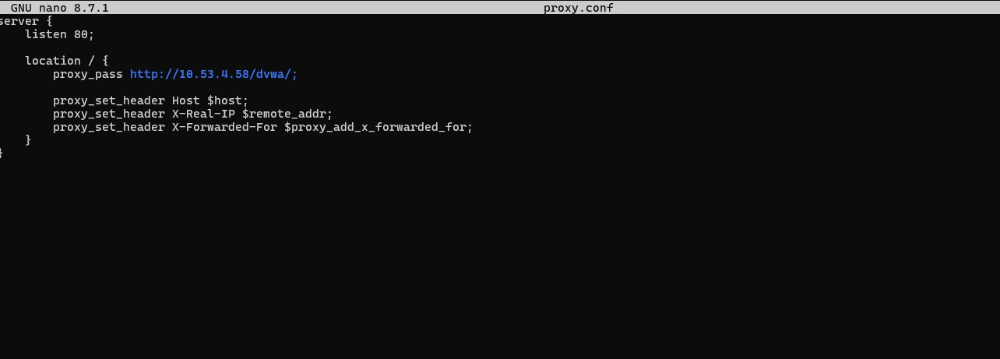 GNU nano 8.7.1 proxy.conf
server {
listen 80;
location / {
proxy_pass http://10.53.4.58/dvwa/;
proxy_set_header Host $host;
proxy_set_header X-Real-IP $remote_addr;
proxy_set_header X-Forwarded-For $proxy_add_x_forwarded_for;
}
}